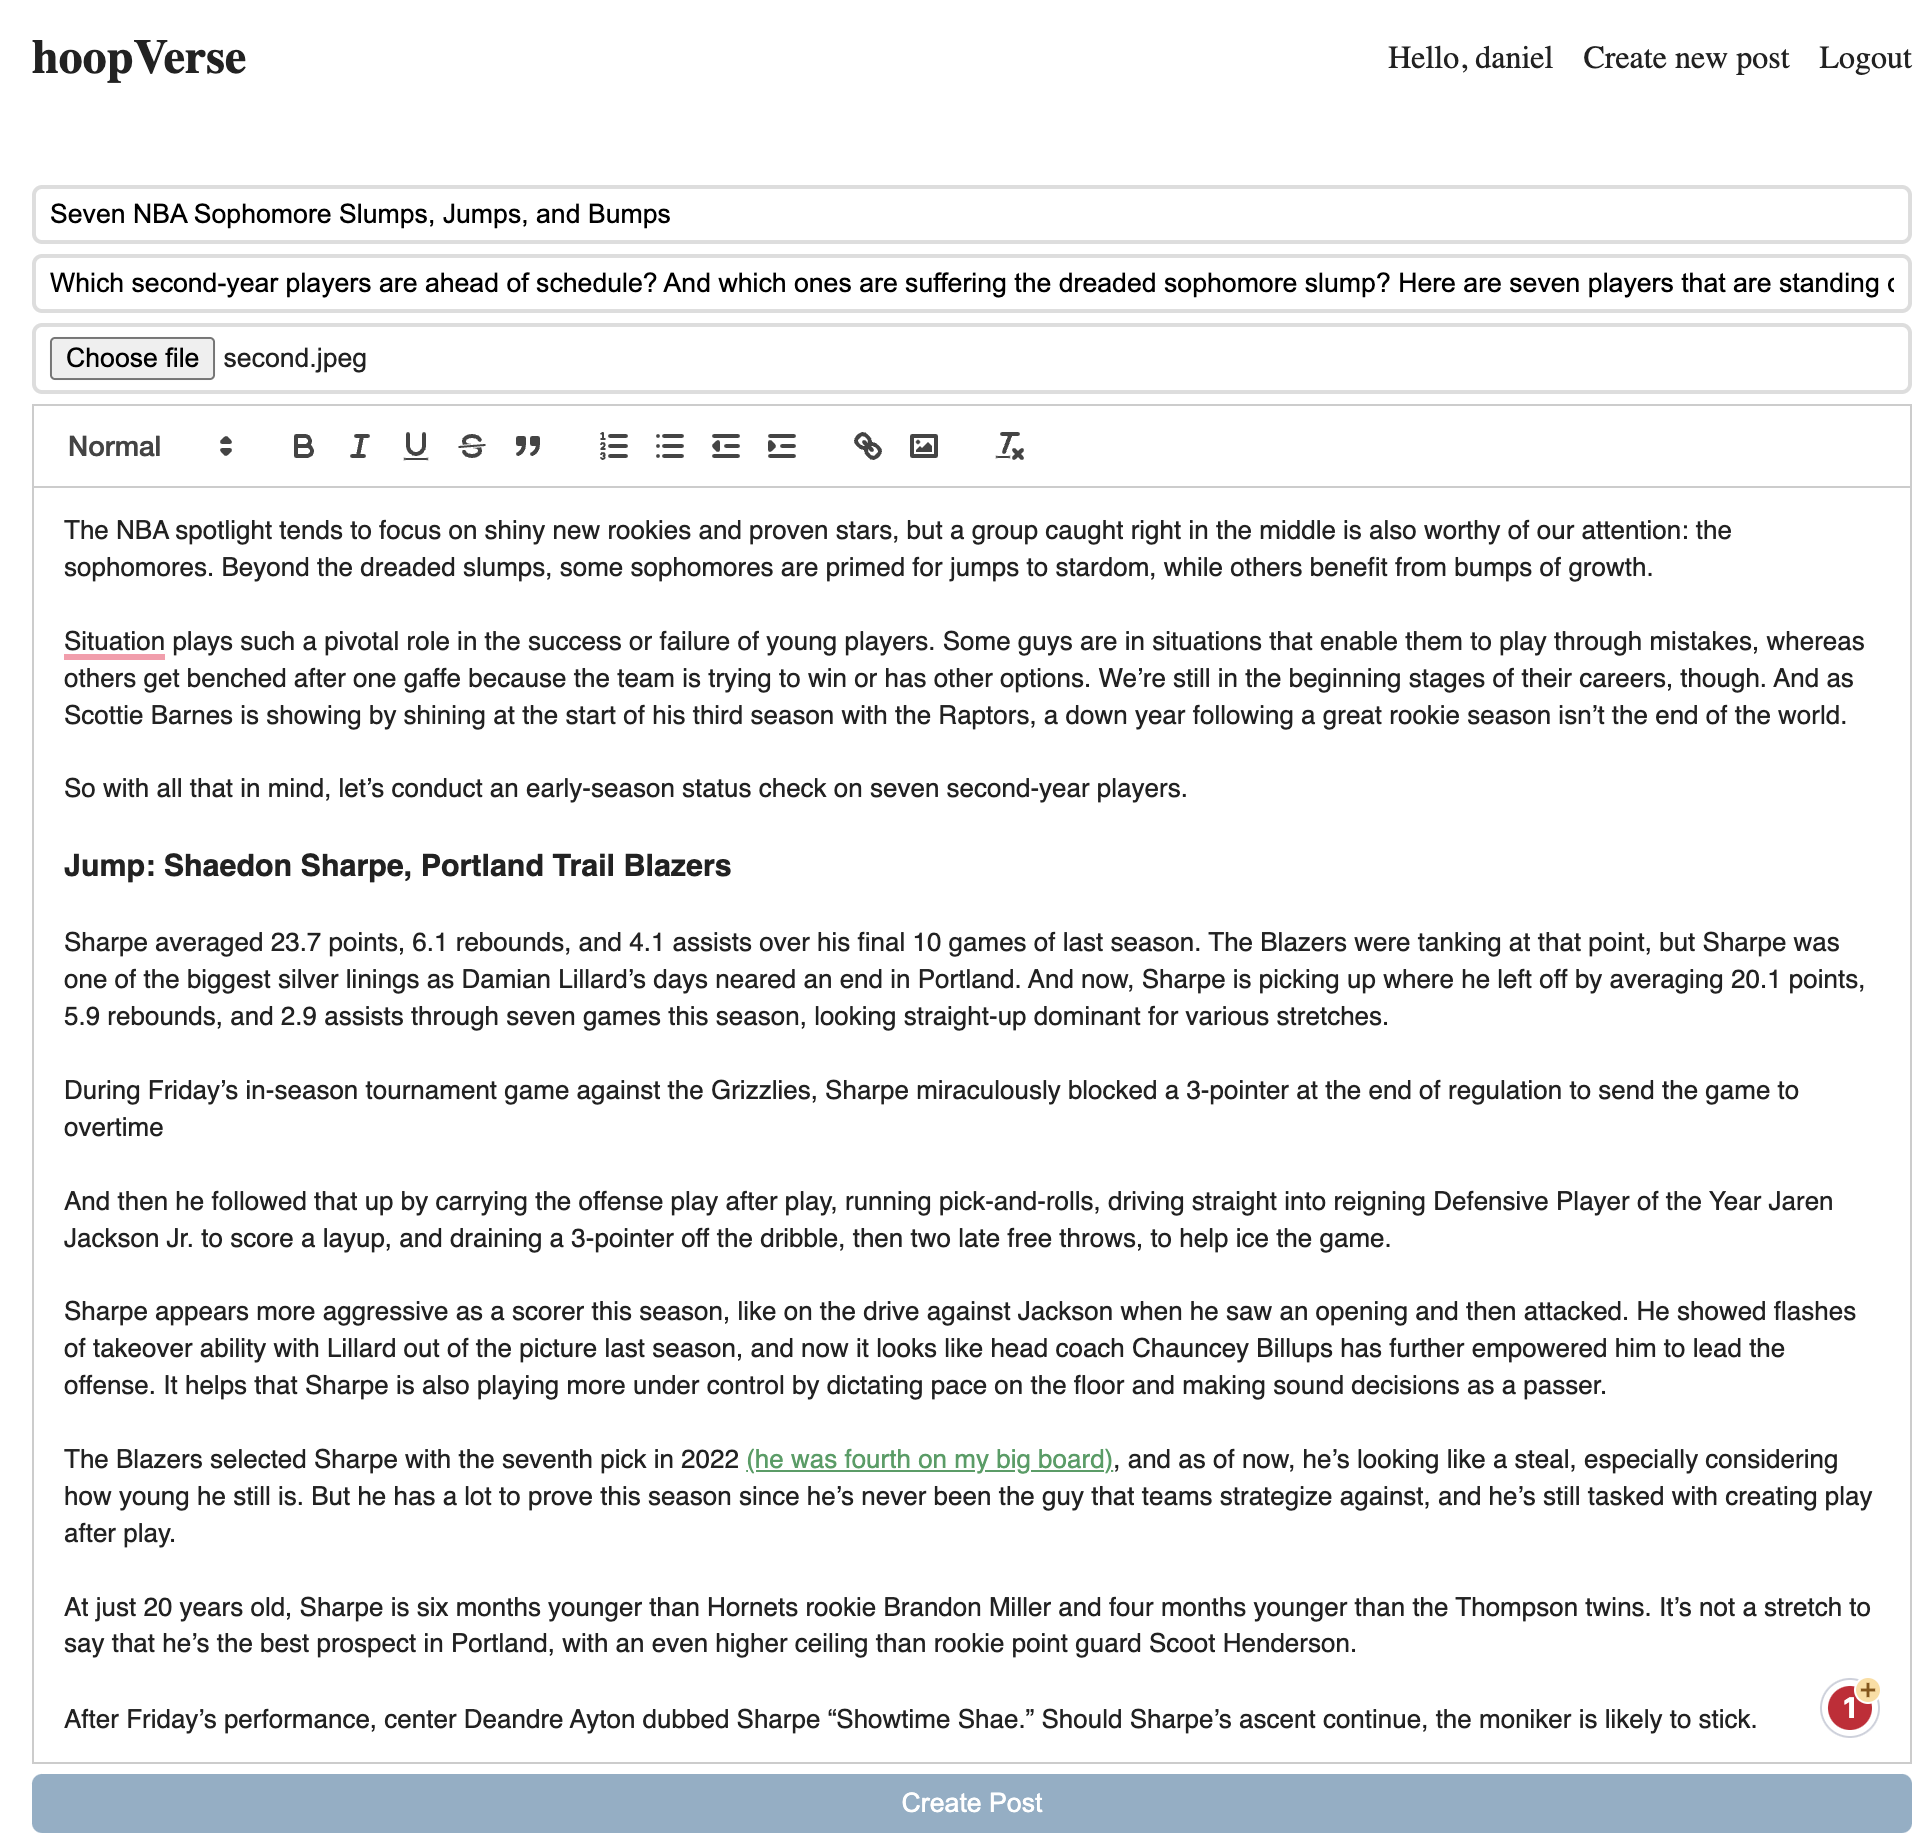 hoopVerse
Hello, daniel Create new post Logout
Seven NBA Sophomore Slumps, Jumps, and Bumps
Which second-year players are ahead of schedule? And which ones are suffering the dreaded sophomore slump? Here are seven players that are standing
Choose file second.jpeg
Normal
The NBA spotlight tends to focus on shiny new rookies and proven stars, but a group caught right in the middle is also worthy of our attention: the
sophomores. Beyond the dreaded slumps, some sophomores are primed for jumps to stardom, while others benefit from bumps of growth.
Situation plays such a pivotal role in the success or failure of young players. Some guys are in situations that enable them to play through mistakes, whereas
others get benched after one gaffe because the team is trying to win or has other options. We’re still in the beginning stages of their careers, though. And as
Scottie Barnes is showing by shining at the start of his third season with the Raptors, a down year following a great rookie season isn’t the end of the world.
So with all that in mind, let’s conduct an early-season status check on seven second-year players.
Jump: Shaedon Sharpe, Portland Trail Blazers
Sharpe averaged 23.7 points, 6.1 rebounds, and 4.1 assists over his final 10 games of last season. The Blazers were tanking at that point, but Sharpe was
one of the biggest silver linings as Damian Lillard’s days neared an end in Portland. And now, Sharpe is picking up where he left off by averaging 20.1 points,
5.9 rebounds, and 2.9 assists through seven games this season, looking straight-up dominant for various stretches.
During Friday’s in-season tournament game against the Grizzlies, Sharpe miraculously blocked a 3-pointer at the end of regulation to send the game to
overtime
And then he followed that up by carrying the offense play after play, running pick-and-rolls, driving straight into reigning Defensive Player of the Year Jaren
Jackson Jr. to score a layup, and draining a 3-pointer off the dribble, then two late free throws, to help ice the game.
Sharpe appears more aggressive as a scorer this season, like on the drive against Jackson when he saw an opening and then attacked. He showed flashes
of takeover ability with Lillard out of the picture last season, and now it looks like head coach Chauncey Billups has further empowered him to lead the
offense. It helps that Sharpe is also playing more under control by dictating pace on the floor and making sound decisions as a passer.
The Blazers selected Sharpe with the seventh pick in 2022 (he was fourth on my big board), and as of now, he’s looking like a steal, especially considering
how young he still is. But he has a lot to prove this season since he’s never been the guy that teams strategize against, and he’s still tasked with creating play
after play.
At just 20 years old, Sharpe is six months younger than Hornets rookie Brandon Miller and four months younger than the Thompson twins. It’s not a stretch to
say that he’s the best prospect in Portland, with an even higher ceiling than rookie point guard Scoot Henderson.
After Friday’s performance, center Deandre Ayton dubbed Sharpe “Showtime Shae.” Should Sharpe’s ascent continue, the moniker is likely to stick.
1+
Create Post